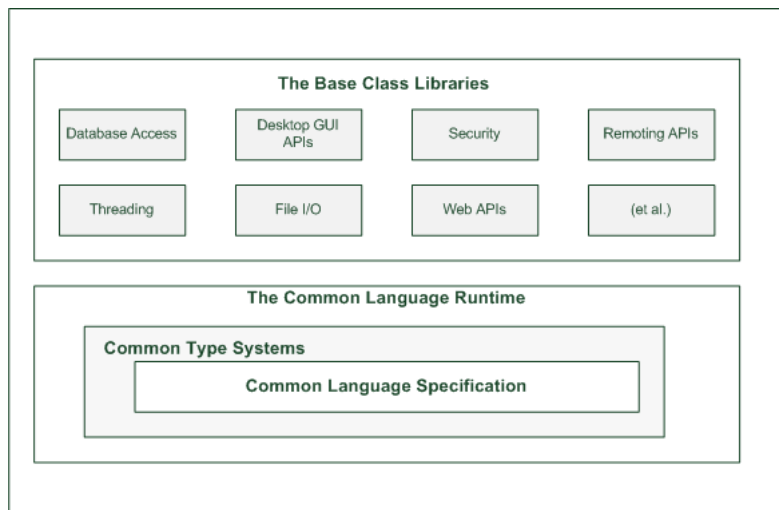 The Base Class Libraries
Database Access
Desktop GUI
APIs
Security
Remoting APIs
Threading
File I/O
Web APIs
(et al.)
The Common Language Runtime
Common Type Systems
Common Language Specification